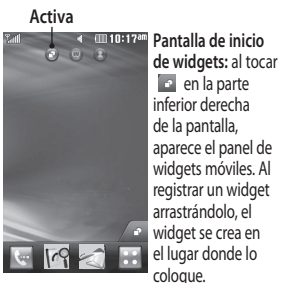 Activa
10:17am
Pantalla de inicio
de widgets: al tocar
en la parte
inferior derecha
de la pantalla,
aparece el panel de
widgets móviles. Al
registrar un widget
arrastrándolo, el
widget se crea en
el lugar donde lo
coloque.